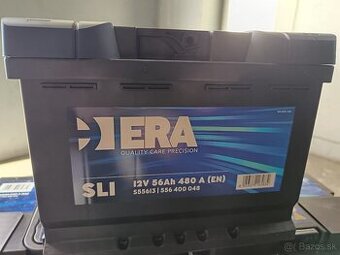 ERA
QUALITY CARE PRECISION
SLI
12V 56Ah 480 A (EN)
S55613 | 556 400 048
© Bazos.sk